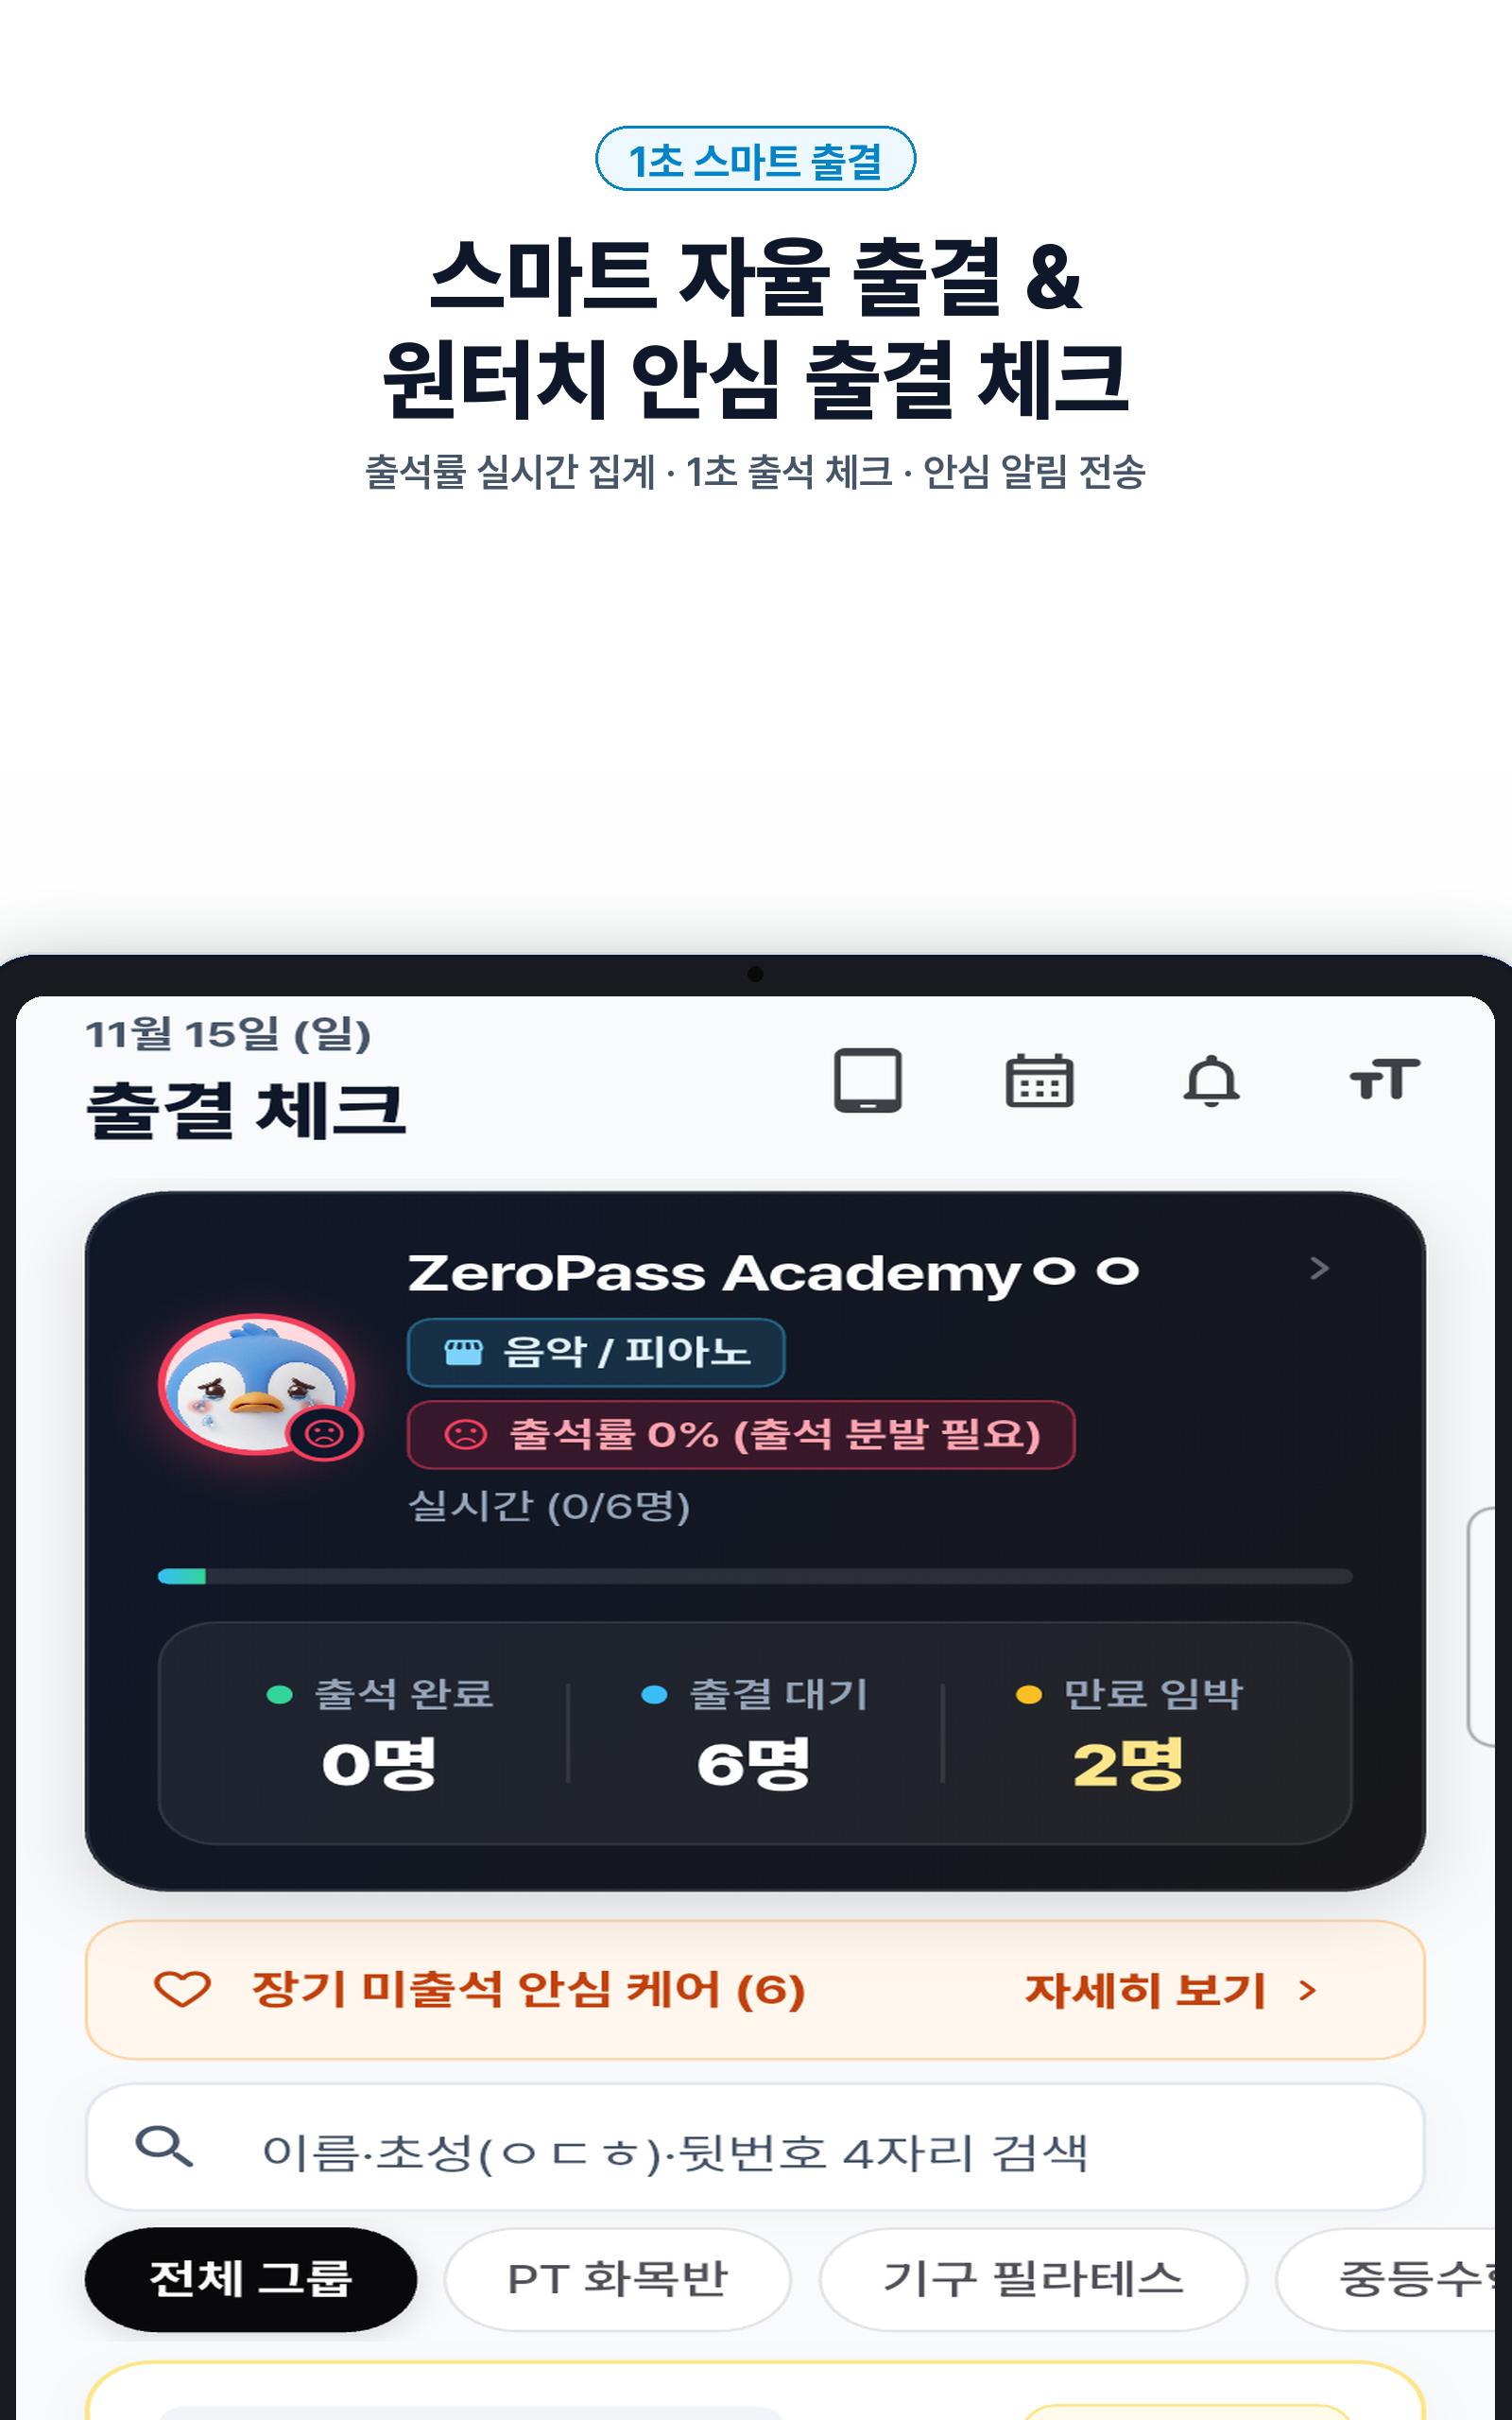 1초 스마트 출결
스마트 자율 출결 &
원터치 안심 출결 체크
출석률 실시간 집계 · 1초 출석 체크 · 안심 알림 전송
11월 15일 (일)
출결 체크
ZeroPass Academyㅇㅇ
음악 / 피아노
출석률 0% (출석 분발 필요)
실시간 (0/6명)
출석 완료 출결 대기 만료 임박
0명 6명 2명
장기 미출석 안심 케어 (6) 자세히 보기 >
이름·초성(ㅇㄷㅎ)·뒷번호 4자리 검색
전체 그룹 PT 화목반 기구 필라테스 중등수